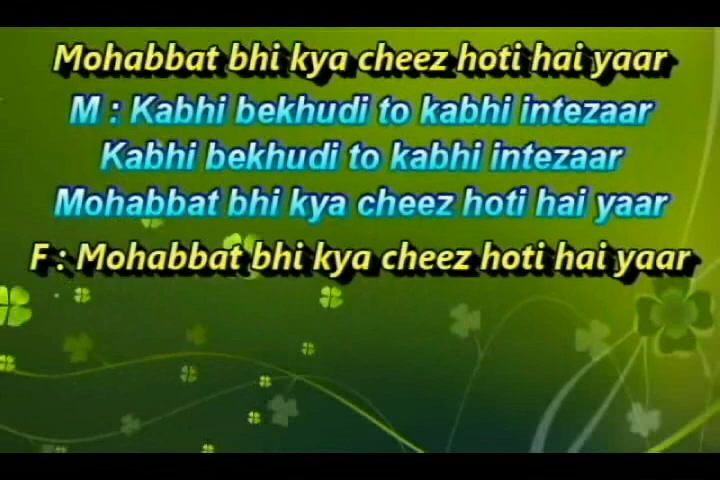 Mohabbat bhi kya cheez hoti hai yaar
M : Kabhi bekhudi to kabhi intezaar
Kabhi bekhudi to kabhi intezaar
Mohabbat bhi kya cheez hoti hai yaar
F : Mohabbat bhi kya cheez hoti hai yaar